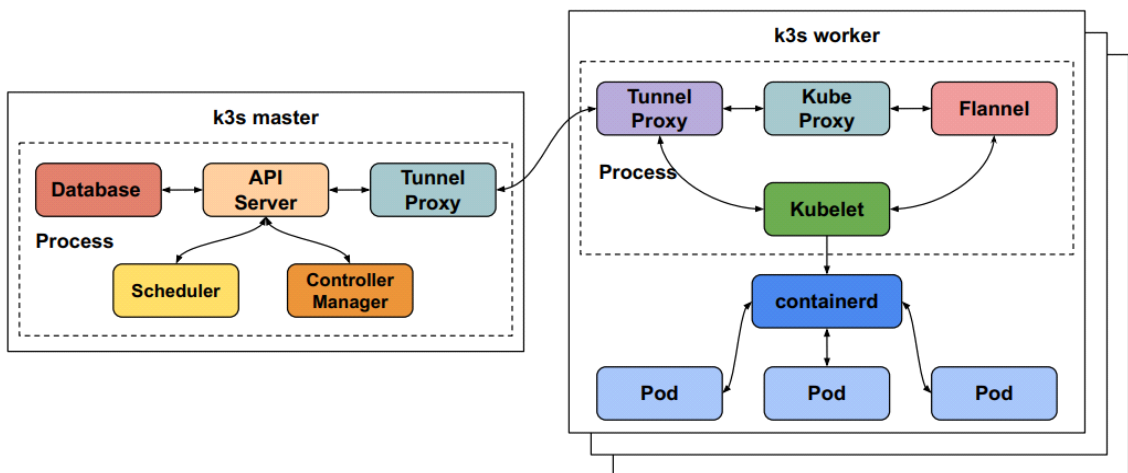 k3s master
Database
API
Server
Tunnel
Proxy
Process
Scheduler
Controller
Manager
k3s worker
Tunnel
Proxy
Kube
Proxy
Flannel
Process
Kubelet
containerd
Pod
Pod
Pod